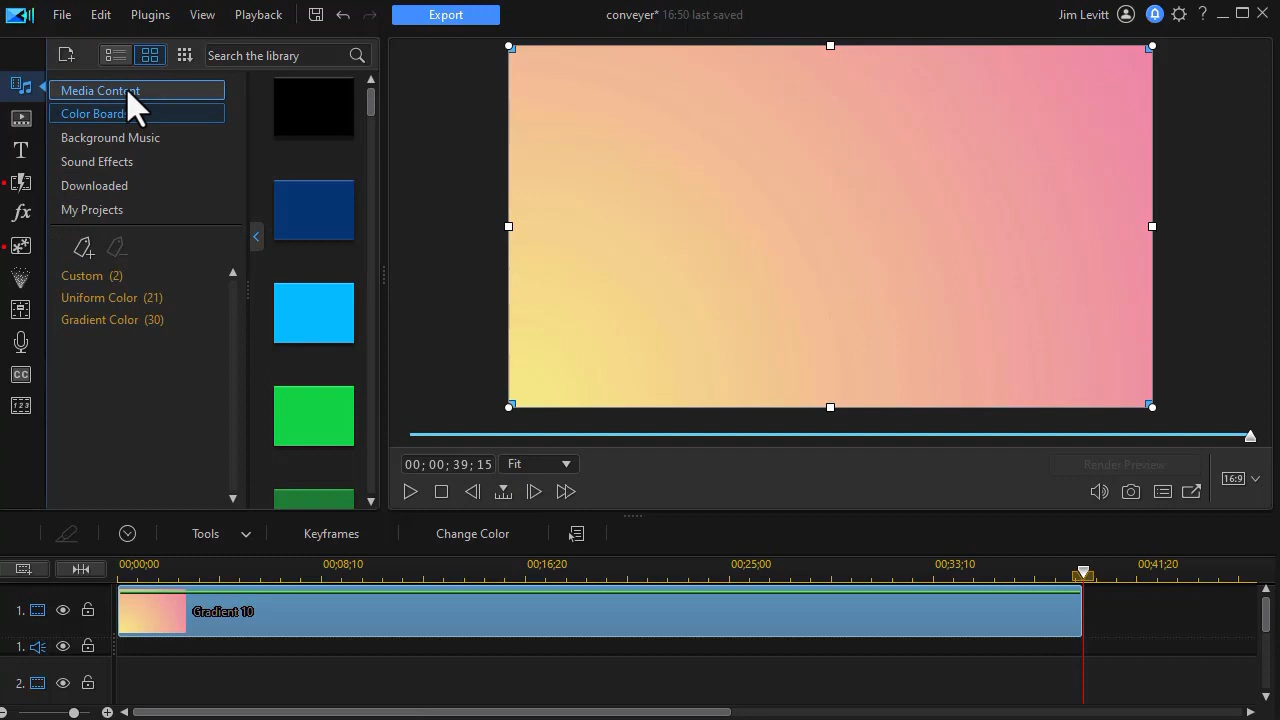 File Edit Plugins View Playback Export conveyer* 16:50 last saved Jim Levitt
Search the library
Media Content
Color Boards
Background Music
Sound Effects
Downloaded
My Projects
Custom (2)
Uniform Color (21)
Gradient Color (30)
CC
123
00; 00; 39; 15 Fit Render Preview
16:9
Tools Keyframes Change Color
00;00;00 00;08;10 00;16;20 00;25;00 00;33;10 00;41;20
1. Gradient 10
1.
2.